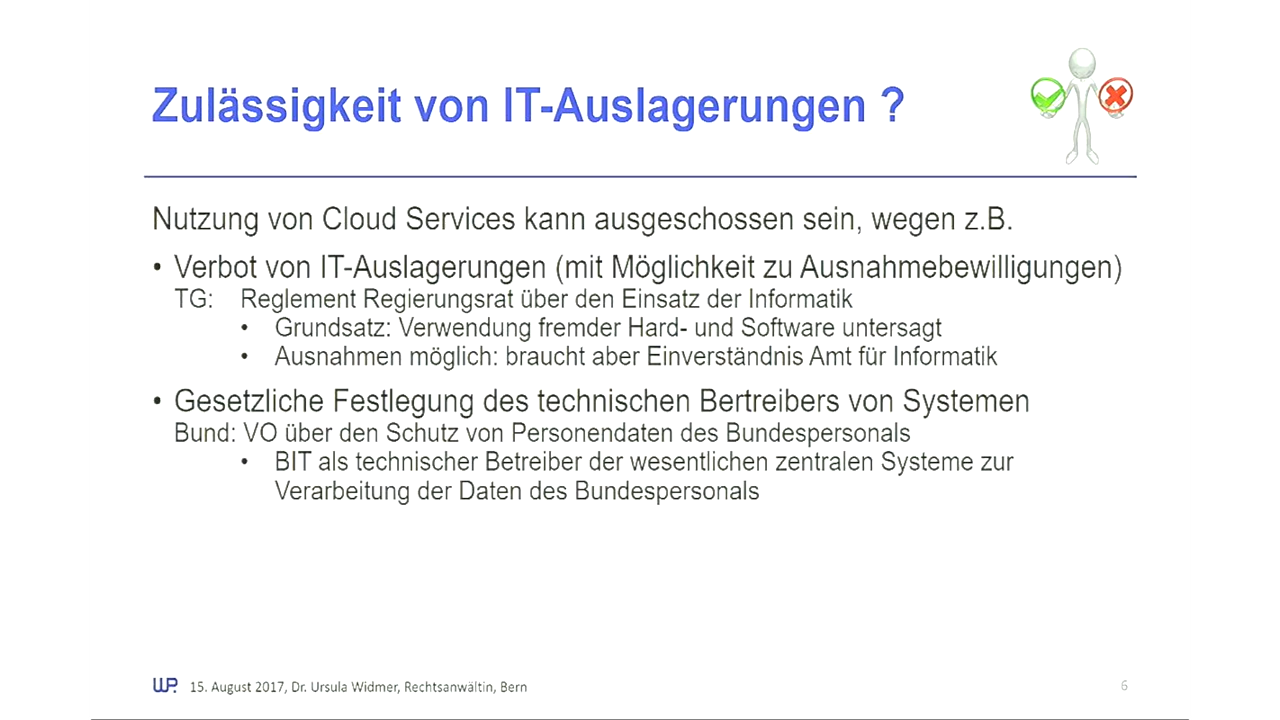 Zulässigkeit von IT-Auslagerungen ?
Nutzung von Cloud Services kann ausgeschossen sein, wegen z.B.
• Verbot von IT-Auslagerungen (mit Möglichkeit zu Ausnahmebewilligungen)
TG: Reglement Regierungsrat über den Einsatz der Informatik
• Grundsatz: Verwendung fremder Hard- und Software untersagt
• Ausnahmen möglich: braucht aber Einverständnis Amt für Informatik
• Gesetzliche Festlegung des technischen Bertreibers von Systemen
Bund: VO über den Schutz von Personendaten des Bundespersonals
• BIT als technischer Betreiber der wesentlichen zentralen Systeme zur
Verarbeitung der Daten des Bundespersonals
WP. 15. August 2017, Dr. Ursula Widmer, Rechtsanwältin, Bern
6